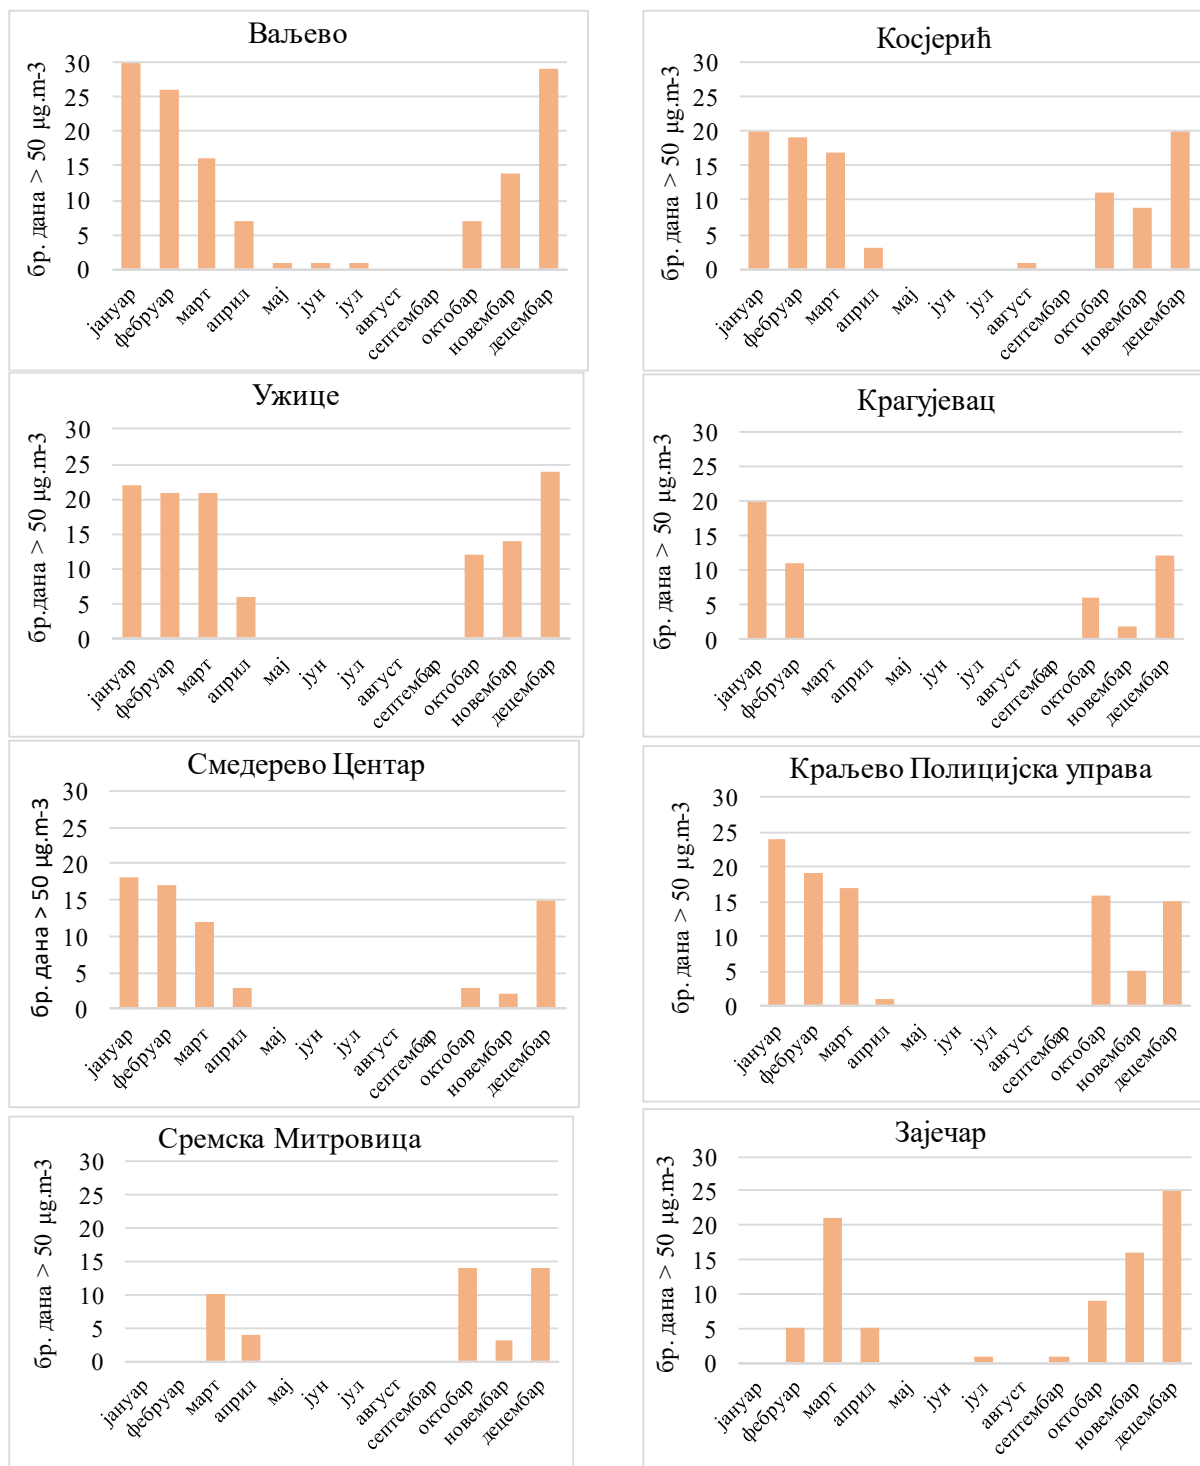 Ваљево
бр. дана > 50 µg.m-3
30
25
20
15
10
5
0
јануар
фебруар
март
април
мај
јун
јул
август
септембар
октобар
новембар
децембар
Косјерић
бр. дана > 50 µg.m-3
30
25
20
15
10
5
0
јануар
фебруар
март
април
мај
јун
јул
август
септембар
октобар
новембар
децембар
Ужице
бр.дана > 50 µg.m-3
30
25
20
15
10
5
0
јануар
фебруар
март
април
мај
јун
јул
август
септембар
октобар
новембар
децембар
Крагујевац
бр. дана > 50 µg.m-3
30
25
20
15
10
5
0
јануар
фебруар
март
април
мај
јун
јул
август
септембар
октобар
новембар
децембар
Смедерево Центар
бр. дана > 50 µg.m-3
30
25
20
15
10
5
0
јануар
фебруар
март
април
мај
јун
јул
август
септембар
октобар
новембар
децембар
Краљево Полицијска управа
бр. дана > 50 µg.m-3
30
25
20
15
10
5
0
јануар
фебруар
март
април
мај
јун
јул
август
септембар
октобар
новембар
децембар
Сремска Митровица
бр. дана > 50 µg.m-3
30
25
20
15
10
5
0
јануар
фебруар
март
април
мај
јун
јул
август
септембар
октобар
новембар
децембар
Зајечар
бр. дана > 50 µg.m-3
30
25
20
15
10
5
0
јануар
фебруар
март
април
мај
јун
јул
август
септембар
октобар
новембар
децембар